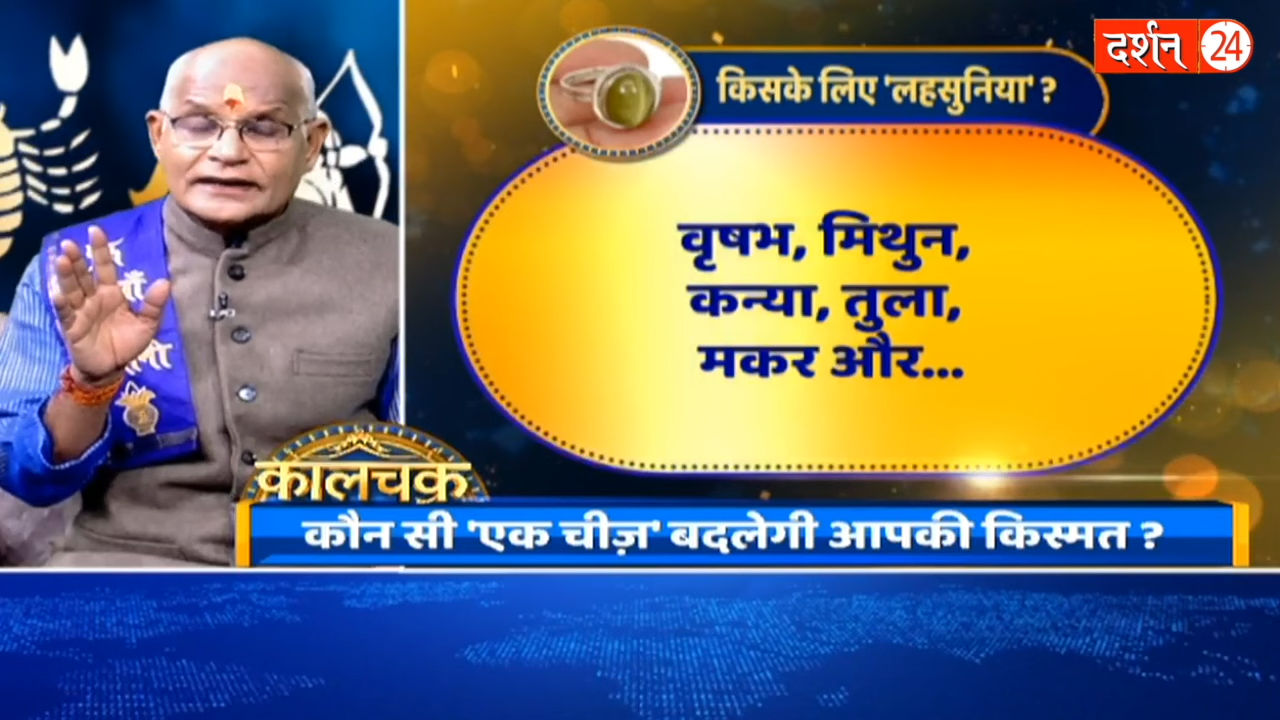 दर्शन 24
किसके लिए 'लहसुनिया' ?
वृषभ, मिथुन,
कन्या, तुला,
मकर और...
कालचक्र
कौन सी 'एक चीज़' बदलेगी आपकी किस्मत ?